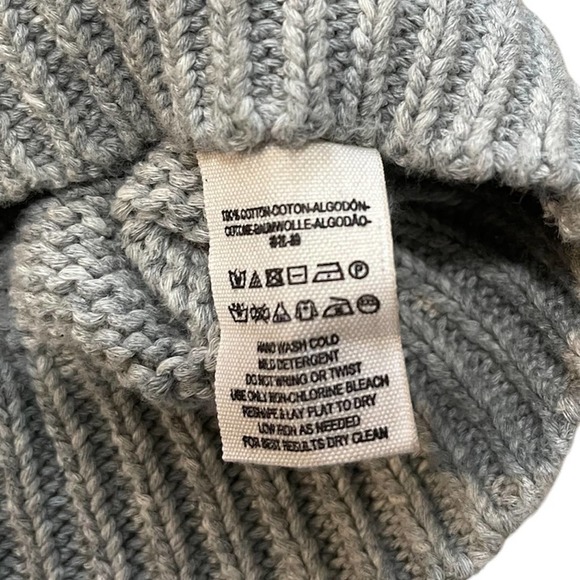 100% COTTON-COTON-ALGODÓN-
COTONE-BAUMWOLLE-ALGODÃO-
HAND WASH COLD
MILD DETERGENT
DO NOT WRING OR TWIST
USE ONLY NON-CHLORINE BLEACH
RESHAPE & LAY FLAT TO DRY
LOW IRON AS NEEDED
FOR BEST RESULTS DRY CLEAN